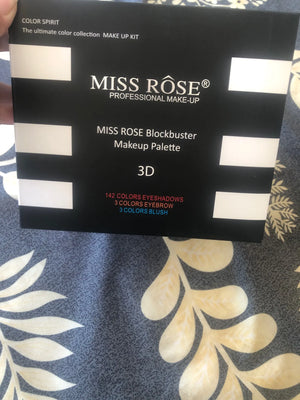 COLOR SPIRIT
The ultimate color collection MAKE UP KIT
MISS RÔSE®
PROFESSIONAL MAKE-UP
MISS ROSE Blockbuster
Makeup Palette
3D
142 COLORS EYESHADOWS
3 COLORS EYEBROW
3 COLORS BLUSH